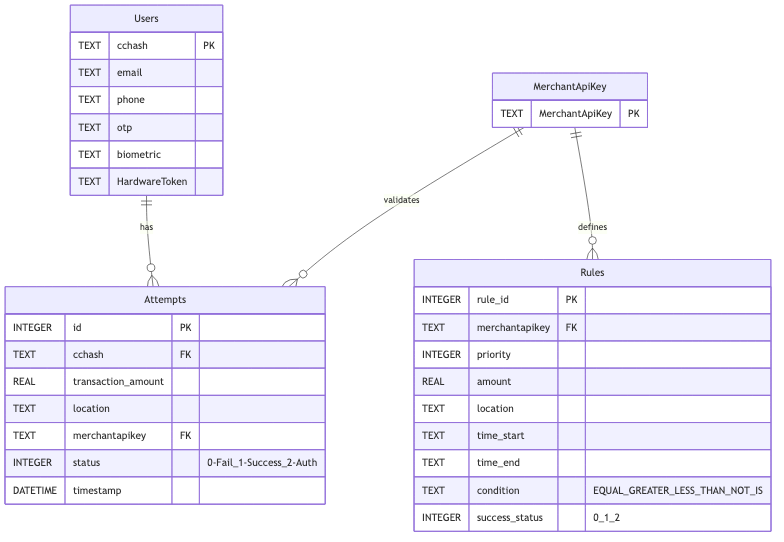 Users
TEXT cchash PK
TEXT email
TEXT phone
TEXT otp
TEXT biometric
TEXT HardwareToken
MerchantApiKey
TEXT MerchantApiKey PK
has
validates
defines
Attempts
INTEGER id PK
TEXT cchash FK
REAL transaction_amount
TEXT location
TEXT merchantapikey FK
INTEGER status 0-Fail_1-Success_2-Auth
DATETIME timestamp
Rules
INTEGER rule_id PK
TEXT merchantapikey FK
INTEGER priority
REAL amount
TEXT location
TEXT time_start
TEXT time_end
TEXT condition EQUAL_GREATER_LESS_THAN_NOT_IS
INTEGER success_status 0_1_2